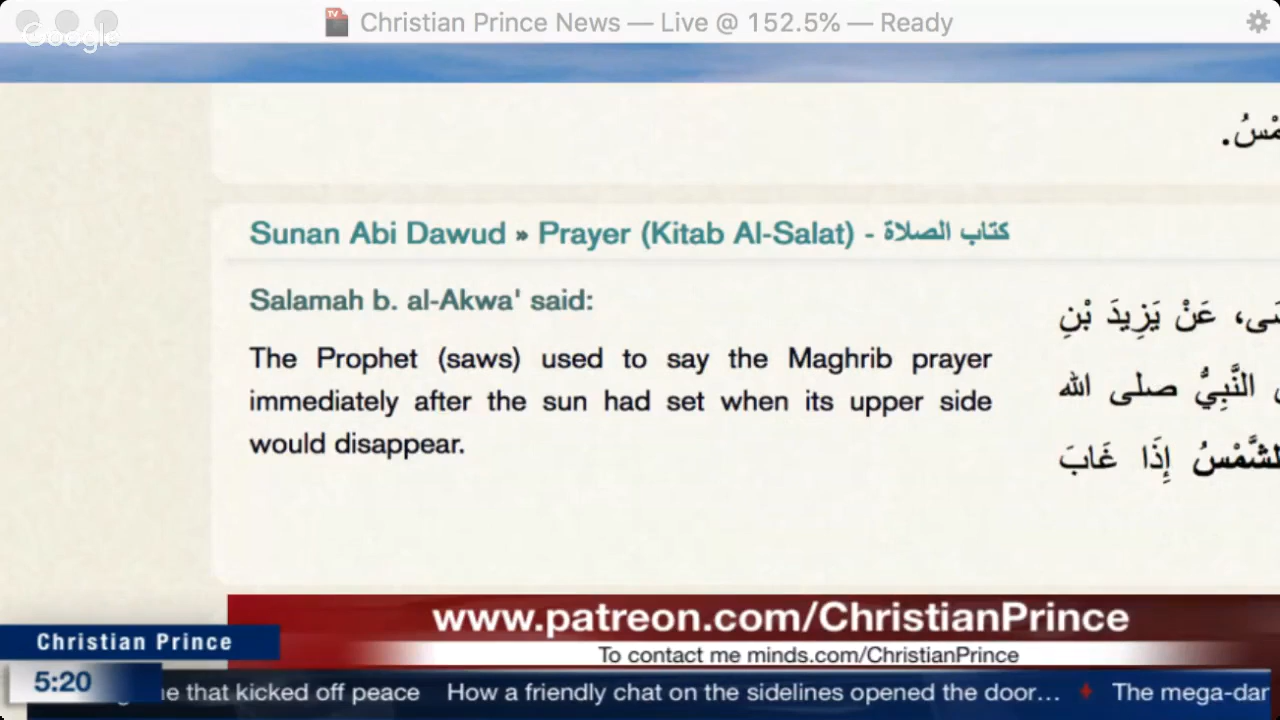 Christian Prince News — Live @ 152.5% — Ready
Google
Sunan Abi Dawud » Prayer (Kitab Al-Salat) - كتاب الصلاة
Salamah b. al-Akwa' said:
The Prophet (saws) used to say the Maghrib prayer
immediately after the sun had set when its upper side
would disappear.
عَنْ يَزِيدَ بْنِ
النَّبِيُّ صلى الله
الشَّمْسُ إِذَا غَابَ
www.patreon.com/ChristianPrince
To contact me minds.com/ChristianPrince
Christian Prince
5:20
that kicked off peace How a friendly chat on the sidelines opened the door... The mega-dar